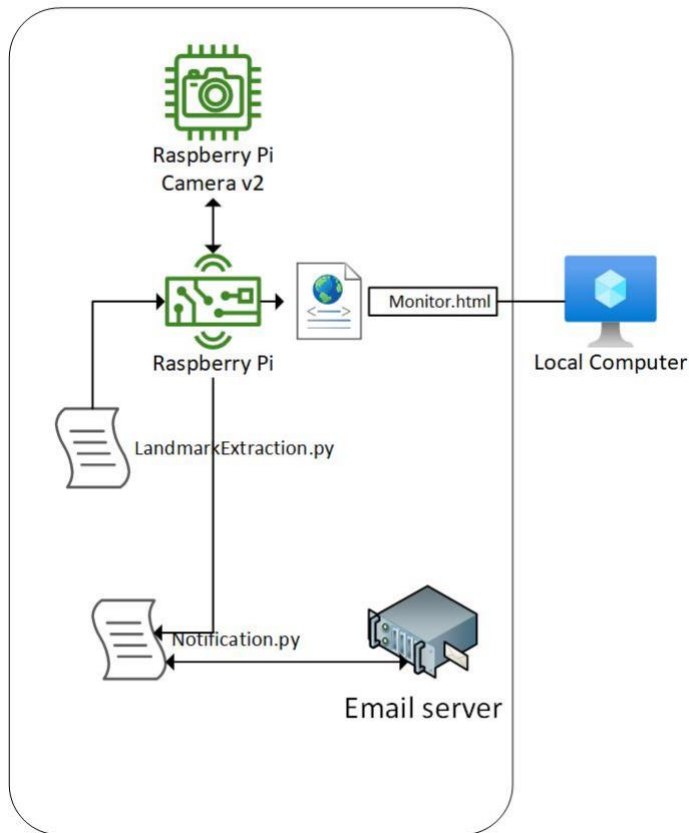 Raspberry Pi
Camera v2
Monitor.html
Raspberry Pi
Local Computer
LandmarkExtraction.py
Notification.py
Email server